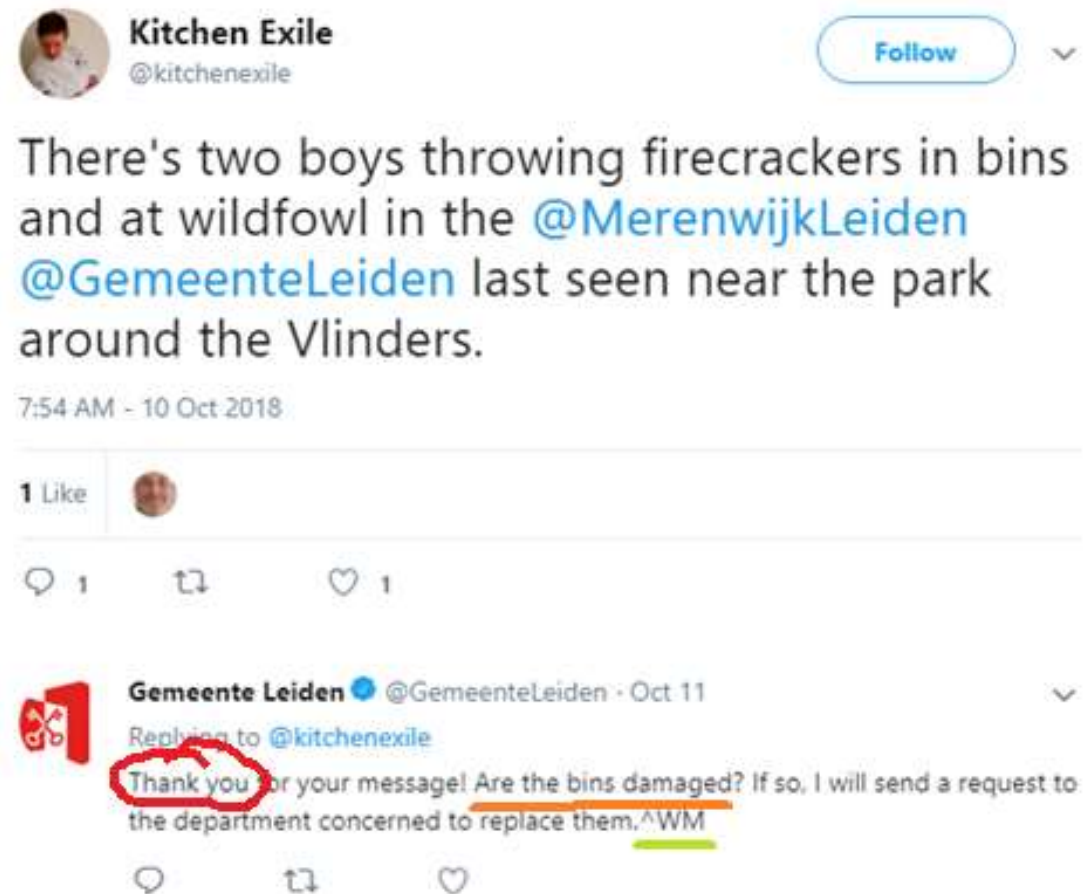 Kitchen Exile
@kitchenexile
Follow
There's two boys throwing firecrackers in bins
and at wildfowl in the @MerenwijkLeiden
@GemeenteLeiden last seen near the park
around the Vlinders.
7:54 AM - 10 Oct 2018
1 Like
1 1
Gemeente Leiden @GemeenteLeiden · Oct 11
Replying to @kitchenexile
Thank you for your message! Are the bins damaged? If so, I will send a request to
the department concerned to replace them.^WM